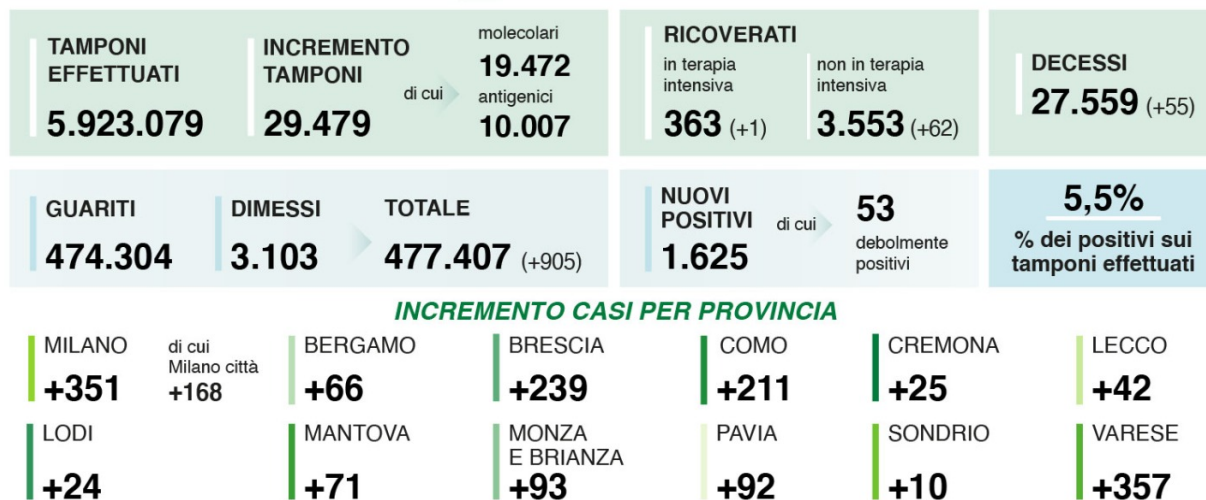 TAMPONI
EFFETTUATI
5.923.079
INCREMENTO
TAMPONI
29.479
di cui
molecolari
19.472
antigenici
10.007
RICOVERATI
in terapia
intensiva
363 (+1)
non in terapia
intensiva
3.553 (+62)
DECESSI
27.559 (+55)
GUARITI
474.304
DIMESSI
3.103
TOTALE
477.407 (+905)
NUOVI
POSITIVI
1.625
di cui
53
debolmente
positivi
5,5%
% dei positivi sui
tamponi effettuati
INCREMENTO CASI PER PROVINCIA
MILANO
+351
di cui
Milano città
+168
BERGAMO
+66
BRESCIA
+239
COMO
+211
CREMONA
+25
LECCO
+42
LODI
+24
MANTOVA
+71
MONZA
E BRIANZA
+93
PAVIA
+92
SONDRIO
+10
VARESE
+357